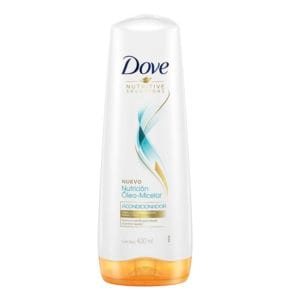 Dove
NUTRITIVE
SOLUTIONS
NUEVO
Nutrición
Óleo-Micelar
ACONDICIONADOR
400 ml